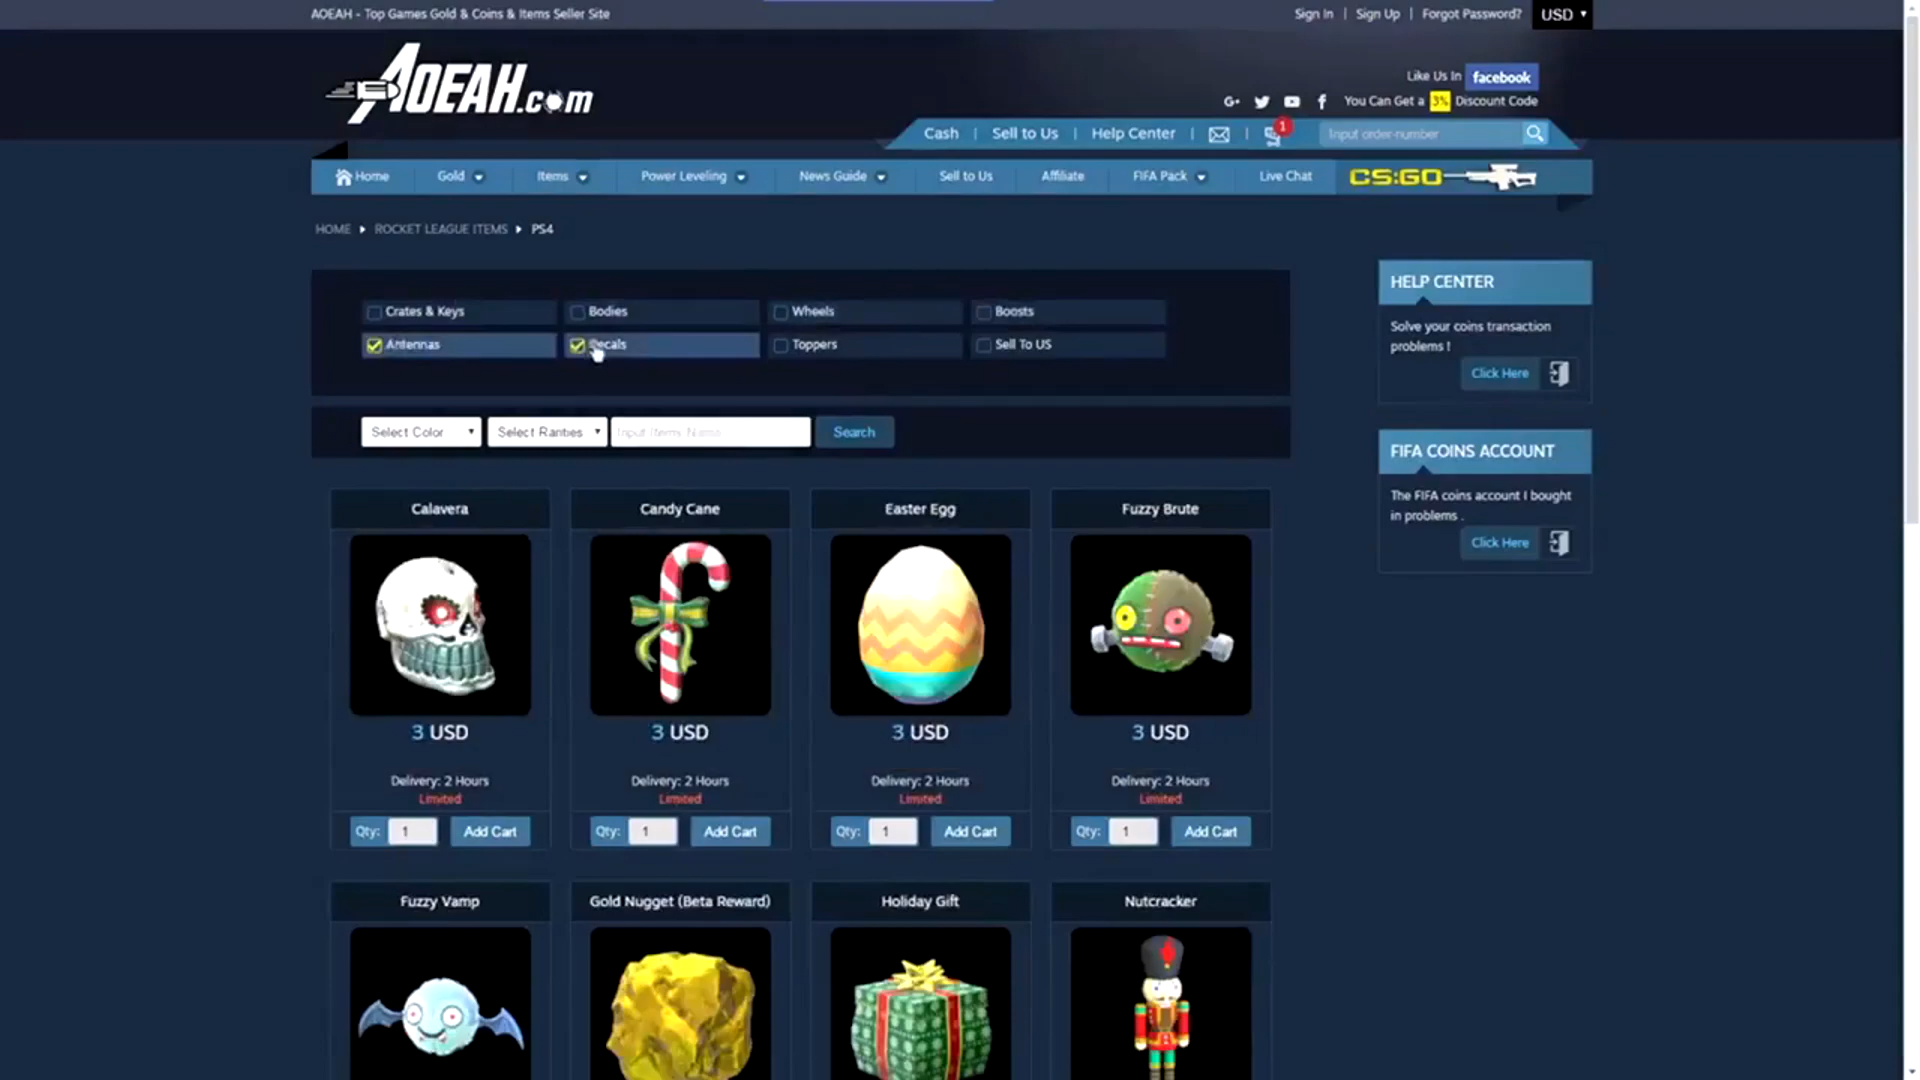 AOEAH - Top Games Gold & Coins & Items Seller Site
Sign In | Sign Up | Forgot Password? USD
AOEAH.com
Like Us In facebook
You Can Get a 3% Discount Code
Cash | Sell to Us | Help Center | 1 Input order-number
Home Gold Items Power Leveling News Guide Sell to Us Affiliate FIFA Pack Live Chat CS:GO
HOME ROCKET LEAGUE ITEMS PS4
Crates & Keys Bodies Wheels Boosts
Antennas Decals Toppers Sell To US
Select Color Select Rarities Input Items Name Search
HELP CENTER
Solve your coins transaction
problems !
Click Here
FIFA COINS ACCOUNT
The FIFA coins account I bought
in problems .
Click Here
Calavera Candy Cane Easter Egg Fuzzy Brute
3 USD 3 USD 3 USD 3 USD
Delivery: 2 Hours Delivery: 2 Hours Delivery: 2 Hours Delivery: 2 Hours
Limited Limited Limited Limited
Qty: 1 Add Cart Qty: 1 Add Cart Qty: 1 Add Cart Qty: 1 Add Cart
Fuzzy Vamp Gold Nugget (Beta Reward) Holiday Gift Nutcracker